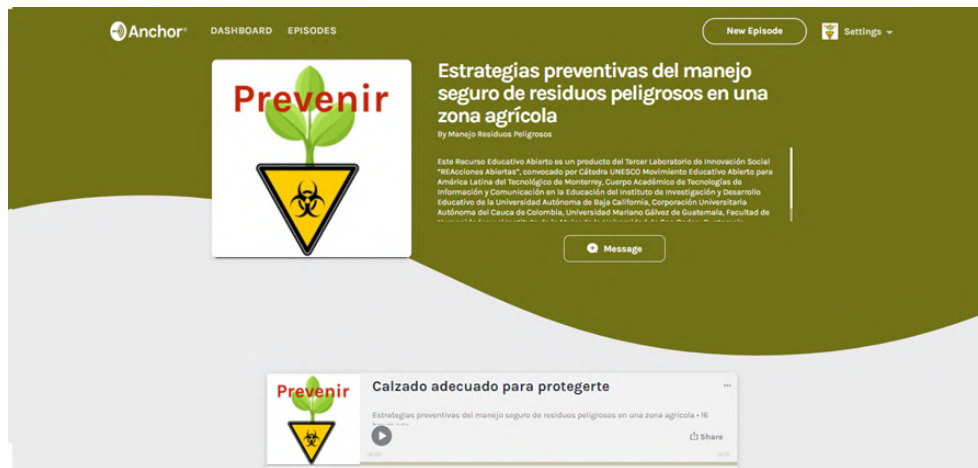 Anchor®
DASHBOARD EPISODES
New Episode
Settings
Prevenir
Estrategias preventivas del manejo
seguro de residuos peligrosos en una
zona agrícola
By Manejo Residuos Peligrosos
Este Recurso Educativo Abierto es un producto del Tercer Laboratorio de Innovación Social
"REAcciones Abiertas", convocado por Cátedra UNESCO Movimiento Educativo Abierto para
América Latina del Tecnológico de Monterrey, Cuerpo Académico de Tecnologías de
Información y Comunicación en la Educación del Instituto de Investigación y Desarrollo
Educativo de la Universidad Autónoma de Baja California, Corporación Universitaria
Autónoma del Cauca de Colombia, Universidad Mariano Gálvez de Guatemala, Facultad de
Message
Prevenir
Calzado adecuado para protegerte
...
Estrategias preventivas del manejo seguro de residuos peligrosos en una zona agrícola • 16
Share